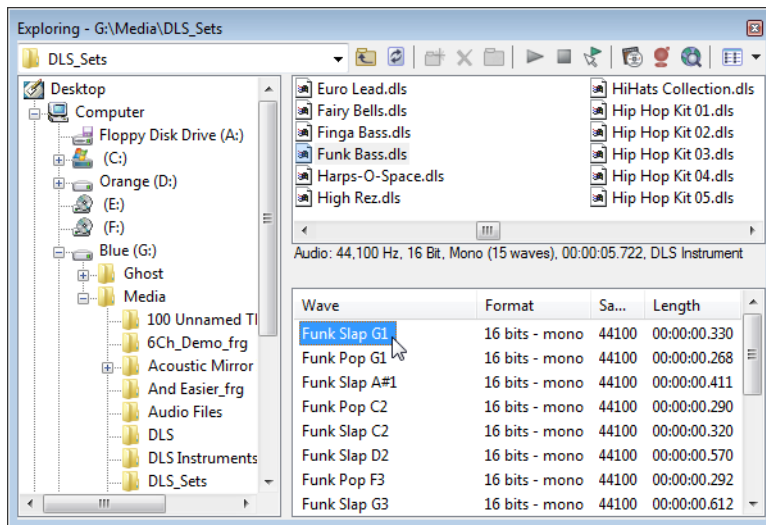 Exploring - G:\Media\DLS_Sets
DLS_Sets
Desktop
Computer
Floppy Disk Drive (A:)
(C:)
Orange (D:)
(E:)
(F:)
Blue (G:)
Ghost
Media
100 Unnamed
6Ch_Demo_frg
Acoustic Mirror
And Easier_frg
Audio Files
DLS
DLS Instruments
DLS_Sets
Euro Lead.dls
Fairy Bells.dls
Finga Bass.dls
Funk Bass.dls
Harps-O-Space.dls
High Rez.dls
HiHats Collection.dls
Hip Hop Kit 01.dls
Hip Hop Kit 02.dls
Hip Hop Kit 03.dls
Hip Hop Kit 04.dls
Hip Hop Kit 05.dls
Audio: 44,100 Hz, 16 Bit, Mono (15 waves), 00:00:05.722, DLS Instrument
Wave Format Sa... Length
Funk Slap G1 16 bits - mono 44100 00:00:00.330
Funk Pop G1 16 bits - mono 44100 00:00:00.268
Funk Slap A#1 16 bits - mono 44100 00:00:00.411
Funk Pop C2 16 bits - mono 44100 00:00:00.290
Funk Slap C2 16 bits - mono 44100 00:00:00.320
Funk Slap D2 16 bits - mono 44100 00:00:00.570
Funk Pop F3 16 bits - mono 44100 00:00:00.292
Funk Slap G3 16 bits - mono 44100 00:00:00.612